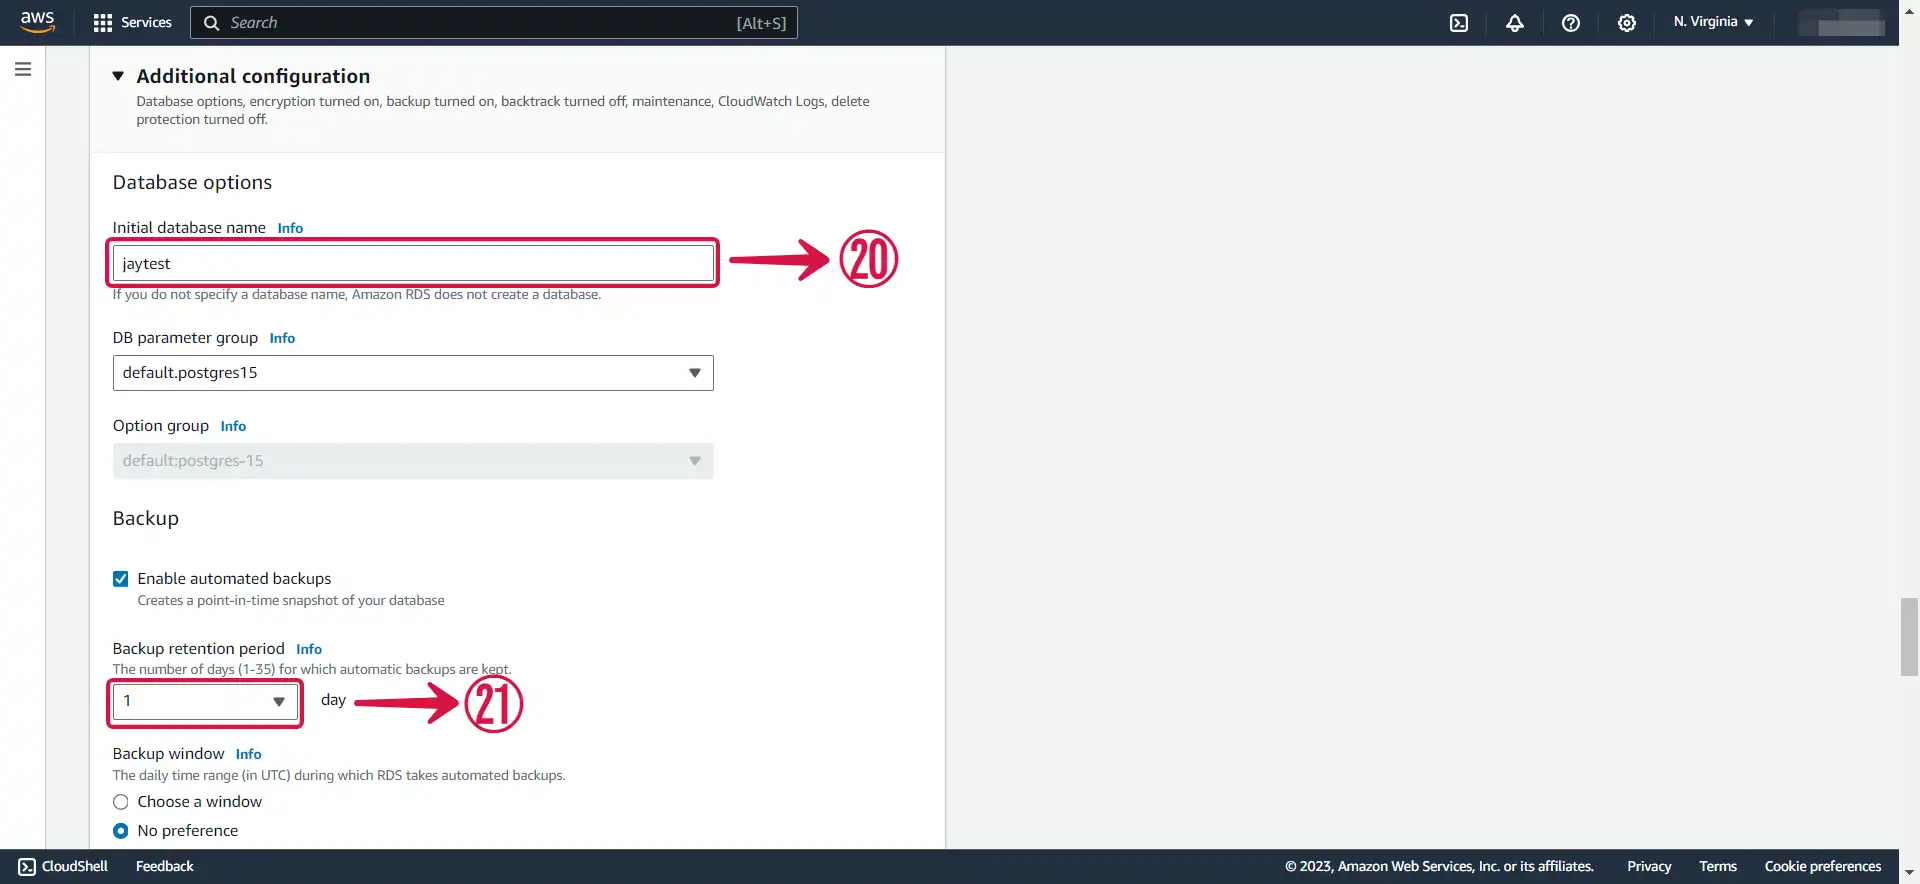 aws
Services
Search
[Alt+S]
N. Virginia
Additional configuration
Database options, encryption turned on, backup turned on, backtrack turned off, maintenance, CloudWatch Logs, delete
protection turned off.
Database options
Initial database name Info
jaytest
20
If you do not specify a database name, Amazon RDS does not create a database.
DB parameter group Info
default.postgres15
Option group Info
default:postgres-15
Backup
Enable automated backups
Creates a point-in-time snapshot of your database
Backup retention period Info
The number of days (1-35) for which automatic backups are kept.
1
day
21
Backup window Info
The daily time range (in UTC) during which RDS takes automated backups.
Choose a window
No preference
CloudShell
Feedback
© 2023, Amazon Web Services, Inc. or its affiliates.
Privacy
Terms
Cookie preferences